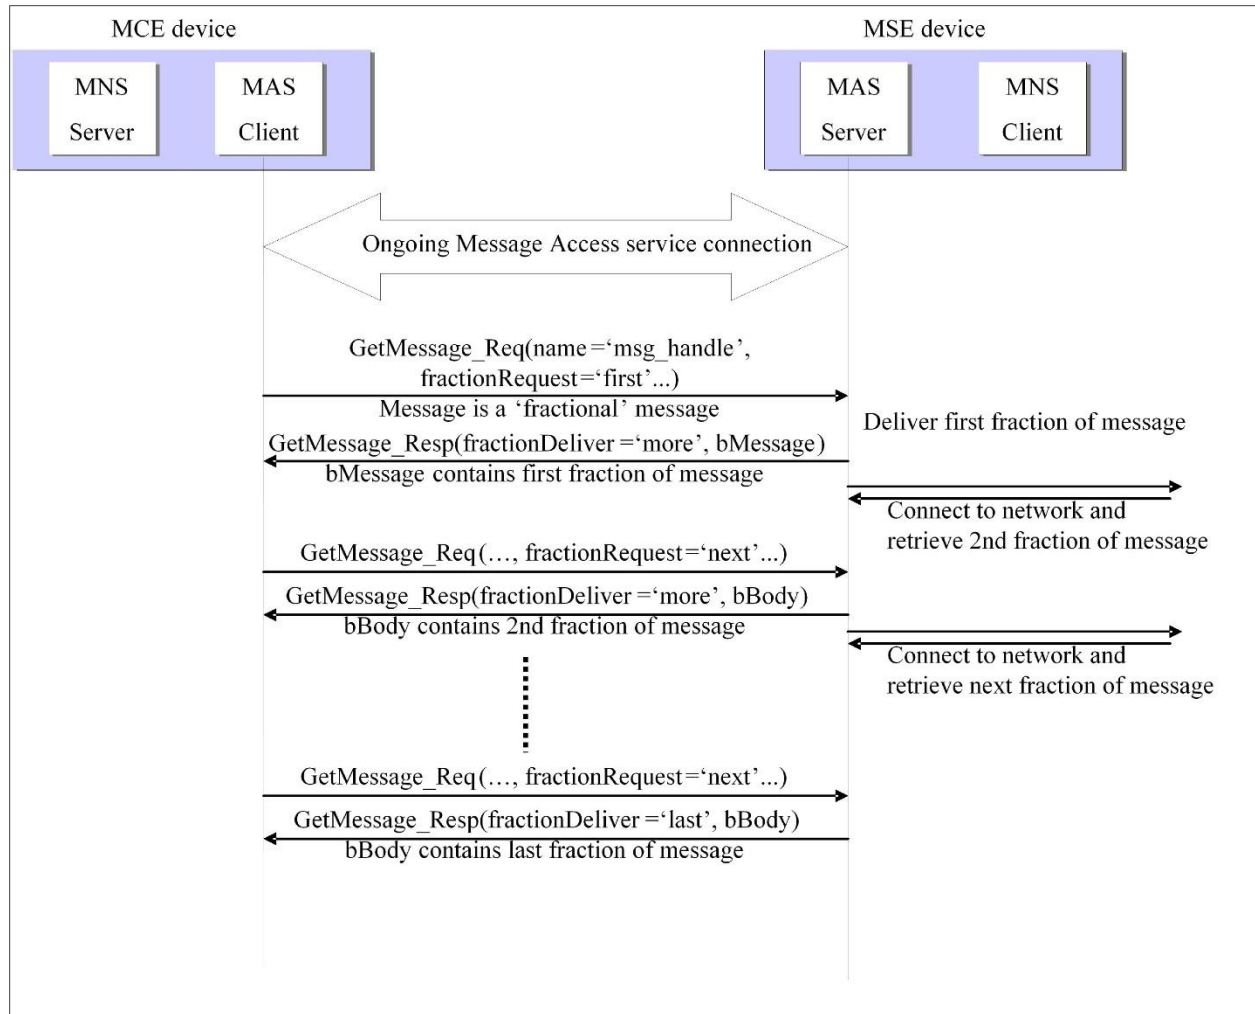 MCE device
MSE device
MNS
Server
MAS
Client
MAS
Server
MNS
Client
Ongoing Message Access service connection
GetMessage_Req(name=‘msg_handle’,
fractionRequest=‘first’...)
Message is a ‘fractional’ message
Deliver first fraction of message
GetMessage_Resp(fractionDeliver=‘more’, bMessage)
bMessage contains first fraction of message
Connect to network and
retrieve 2nd fraction of message
GetMessage_Req(…, fractionRequest=‘next’...)
GetMessage_Resp(fractionDeliver=‘more’, bBody)
bBody contains 2nd fraction of message
Connect to network and
retrieve next fraction of message
GetMessage_Req(…, fractionRequest=‘next’...)
GetMessage_Resp(fractionDeliver=‘last’, bBody)
bBody contains last fraction of message